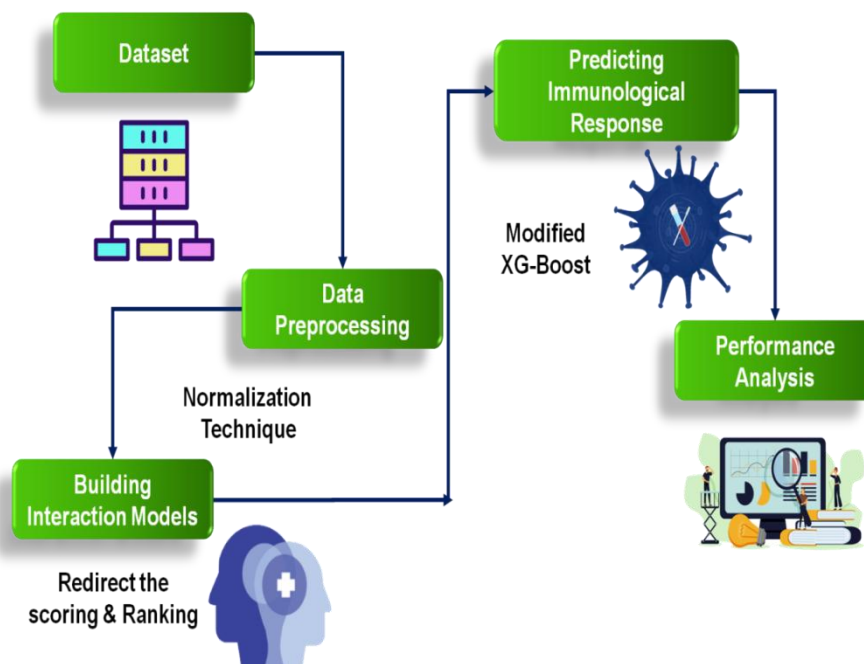 Dataset
Data
Preprocessing
Normalization
Technique
Building
Interaction Models
Redirect the
scoring & Ranking
Predicting
Immunological
Response
Modified
XG-Boost
Performance
Analysis